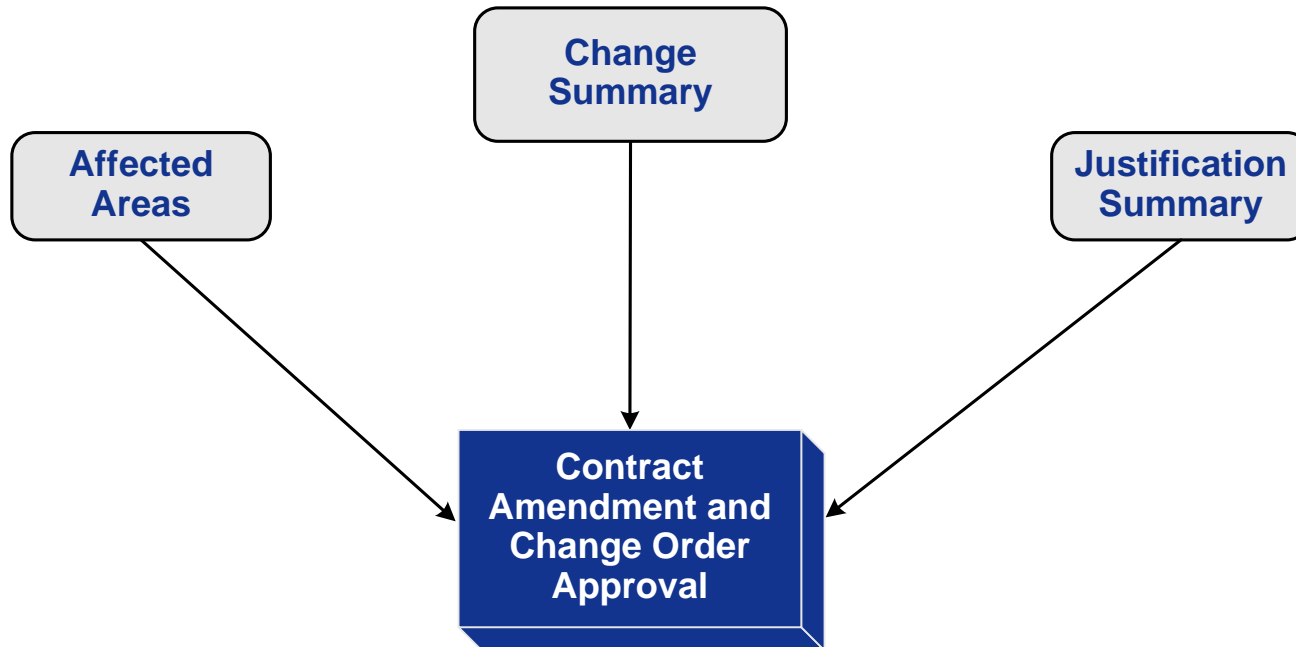 Change
Summary
Affected
Areas
Justification
Summary
Contract
Amendment and
Change Order
Approval